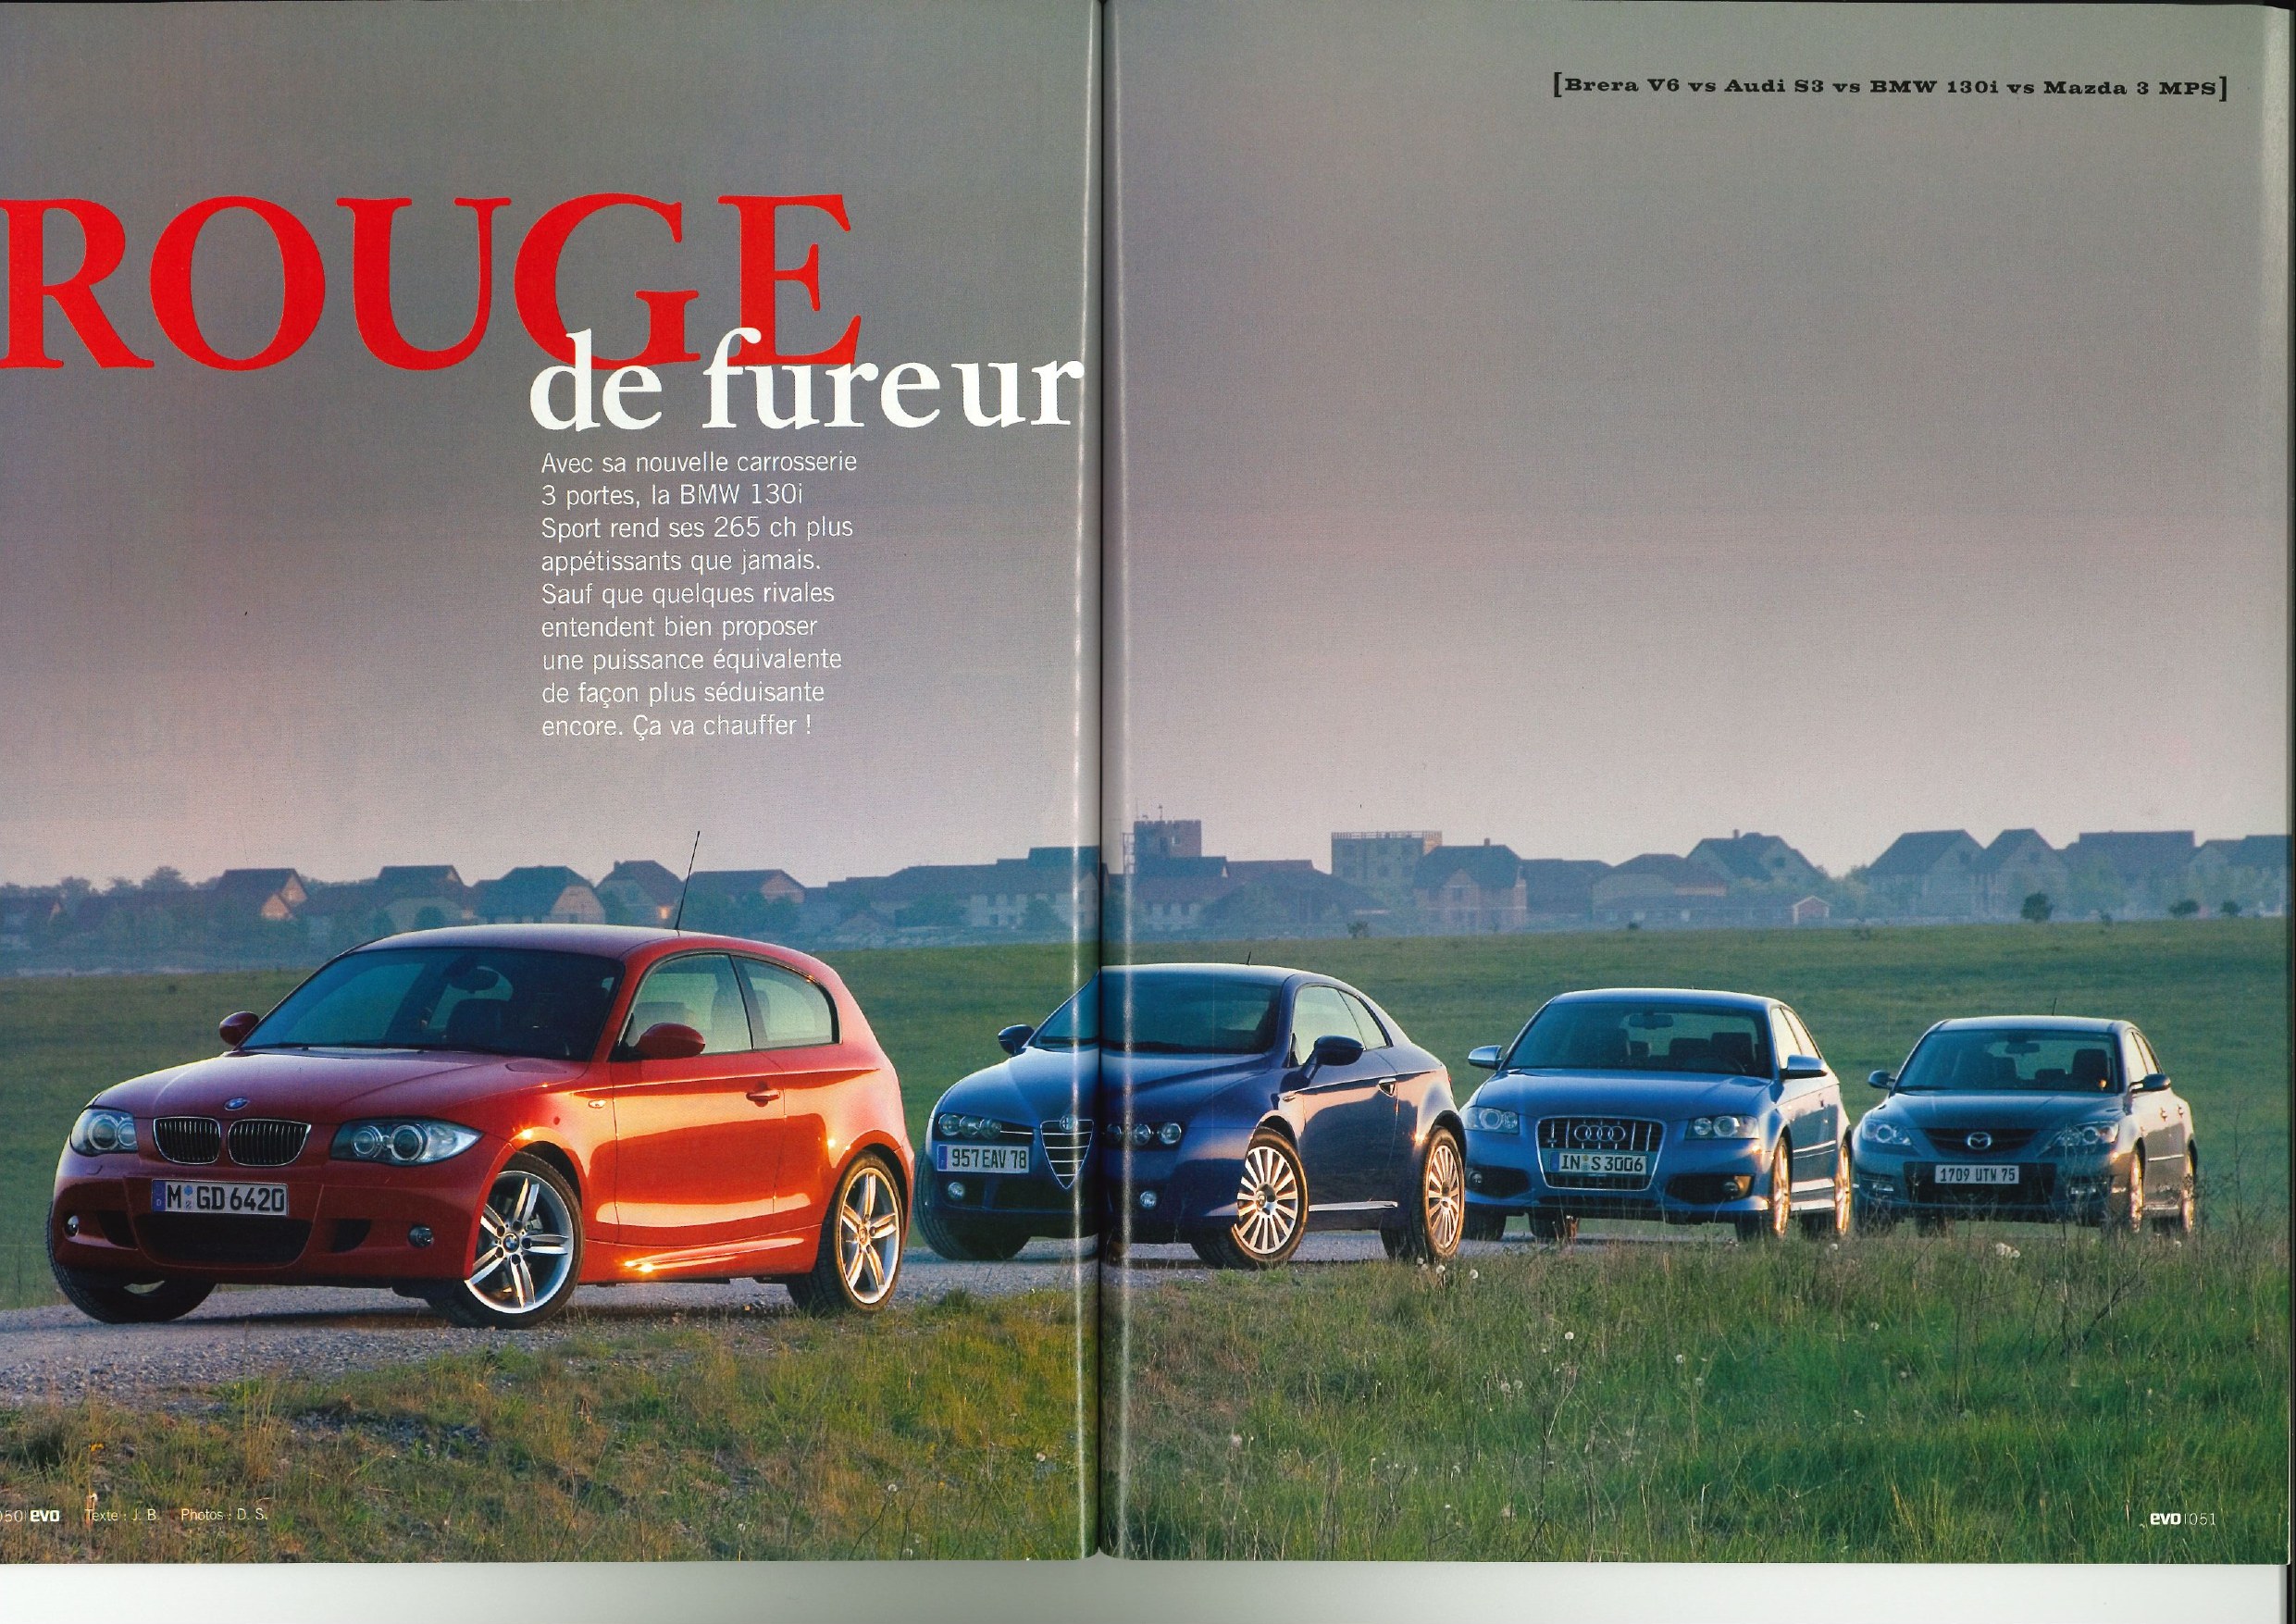 [Brera V6 vs Audi S3 vs BMW 130i vs Mazda 3 MPS]
ROUGE
de fureur
Avec sa nouvelle carrosserie
3 portes, la BMW 130i
Sport rend ses 265 ch plus
appétissants que jamais.
Sauf que quelques rivales
entendent bien proposer
une puissance équivalente
de façon plus séduisante
encore. Ça va chauffer !
M GD 6420
957 EAV 78
IN S 3006
1709 UTW 75
050|evo Texte : J. B. Photos : D. S.
evo|051